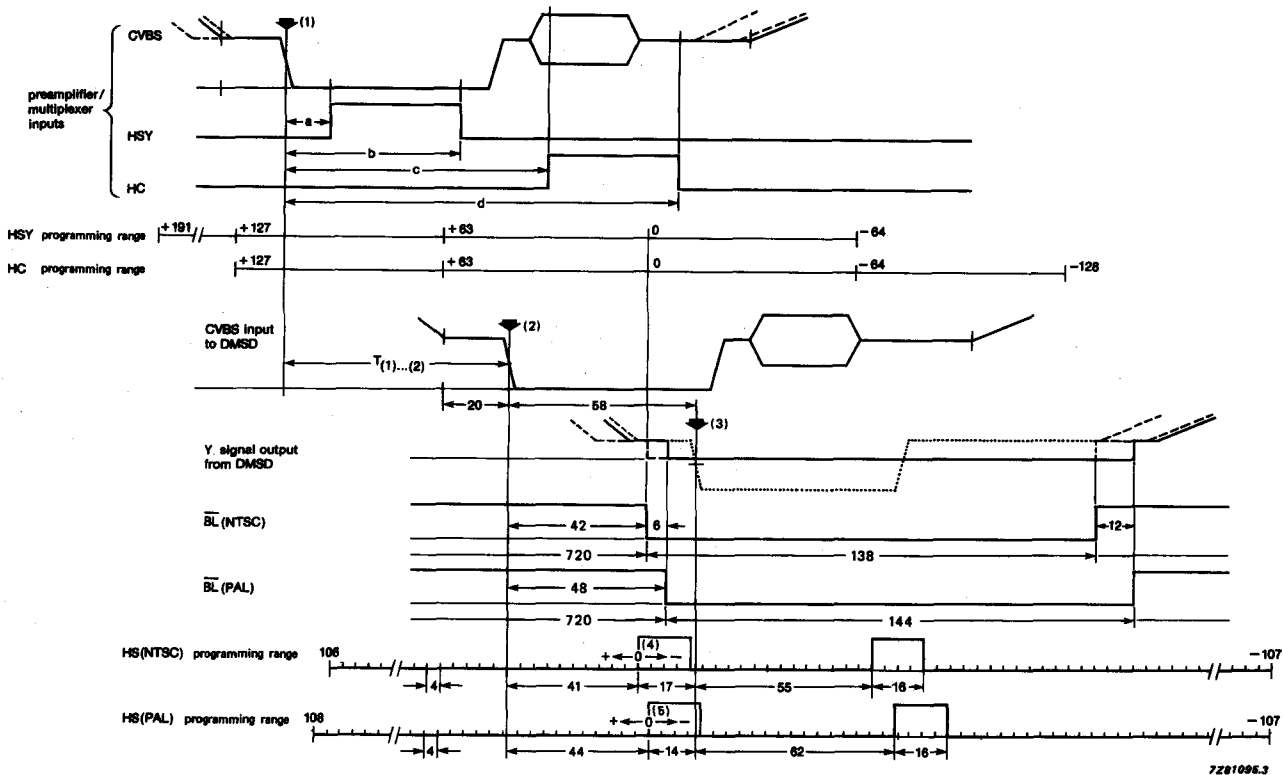 (1)
CVBS
preamplifier/
multiplexer
inputs
a
HSY
b
c
HC
d
HSY programming range +191 +127 +63 0 −64
HC programming range +127 +63 0 −64 −128
CVBS input
to DMSD
(2)
T(1)...(2)
20 58
(3)
Y signal output
from DMSD
BL (NTSC) 42 6 12
720 138
BL (PAL) 48
720 144
HS(NTSC) programming range 106 (4) + 0 − −107
4 41 17 55 16
HS(PAL) programming range 108 (5) + 0 − −107
4 44 14 62 16
7Z81095.3